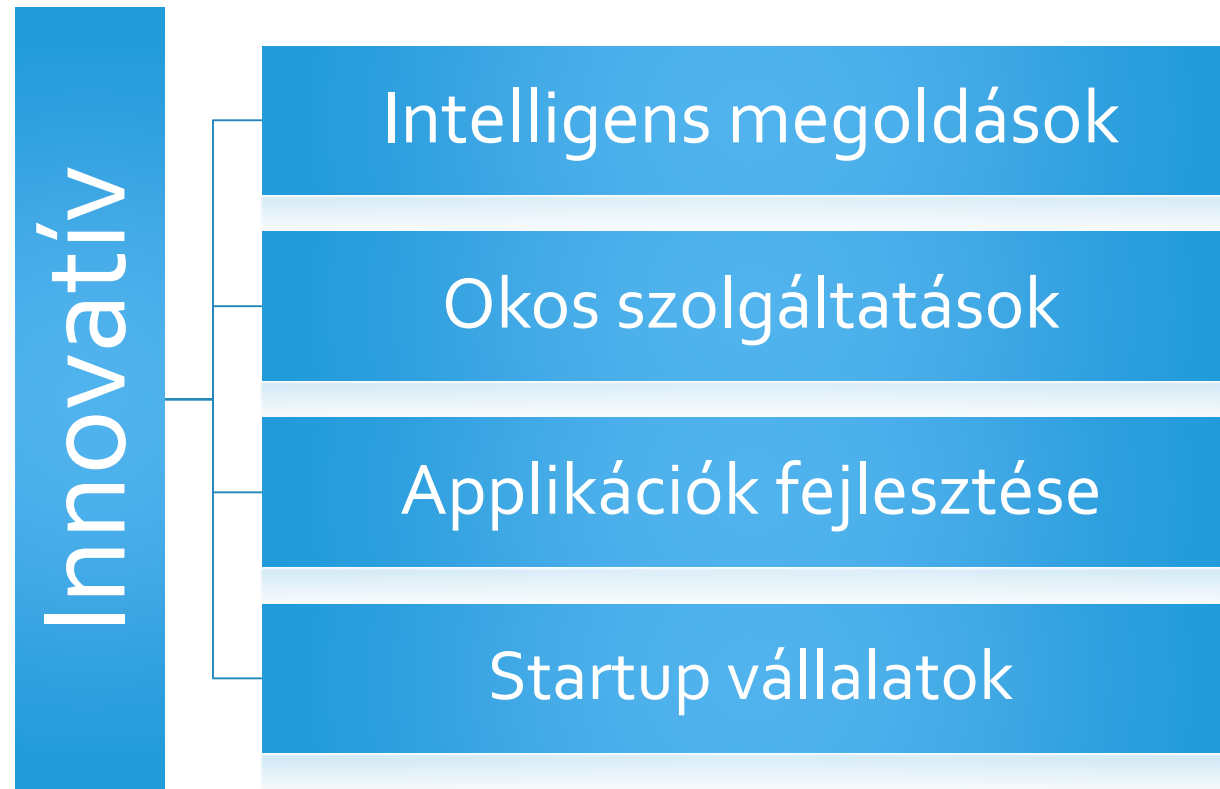 Innovatív
Intelligens megoldások
Okos szolgáltatások
Applikációk fejlesztése
Startup vállalatok